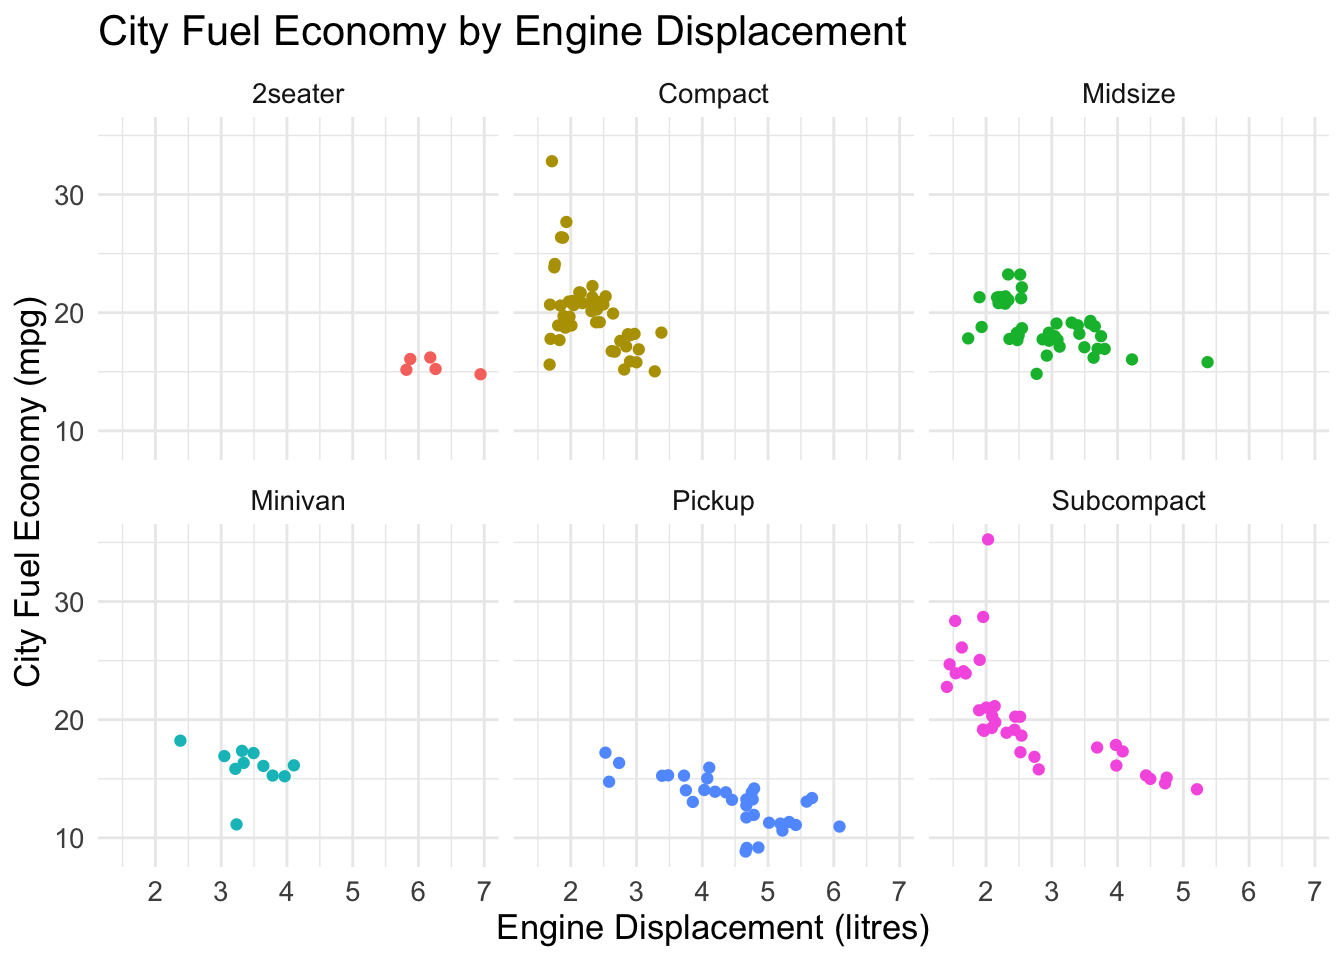 City Fuel Economy by Engine Displacement
2seater Compact Midsize
30
20
10
Minivan Pickup Subcompact
30
20
10
City Fuel Economy (mpg)
2 3 4 5 6 7 2 3 4 5 6 7 2 3 4 5 6 7
Engine Displacement (litres)